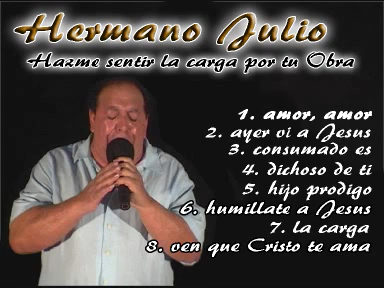 Hermano Julio
Hazme sentir la carga por tu Obra
1. amor, amor
2. ayer vi a Jesus
3. consumado es
4. dichoso de ti
5. hijo prodigo
6. humillate a Jesus
7. la carga
8. ven que Cristo te ama